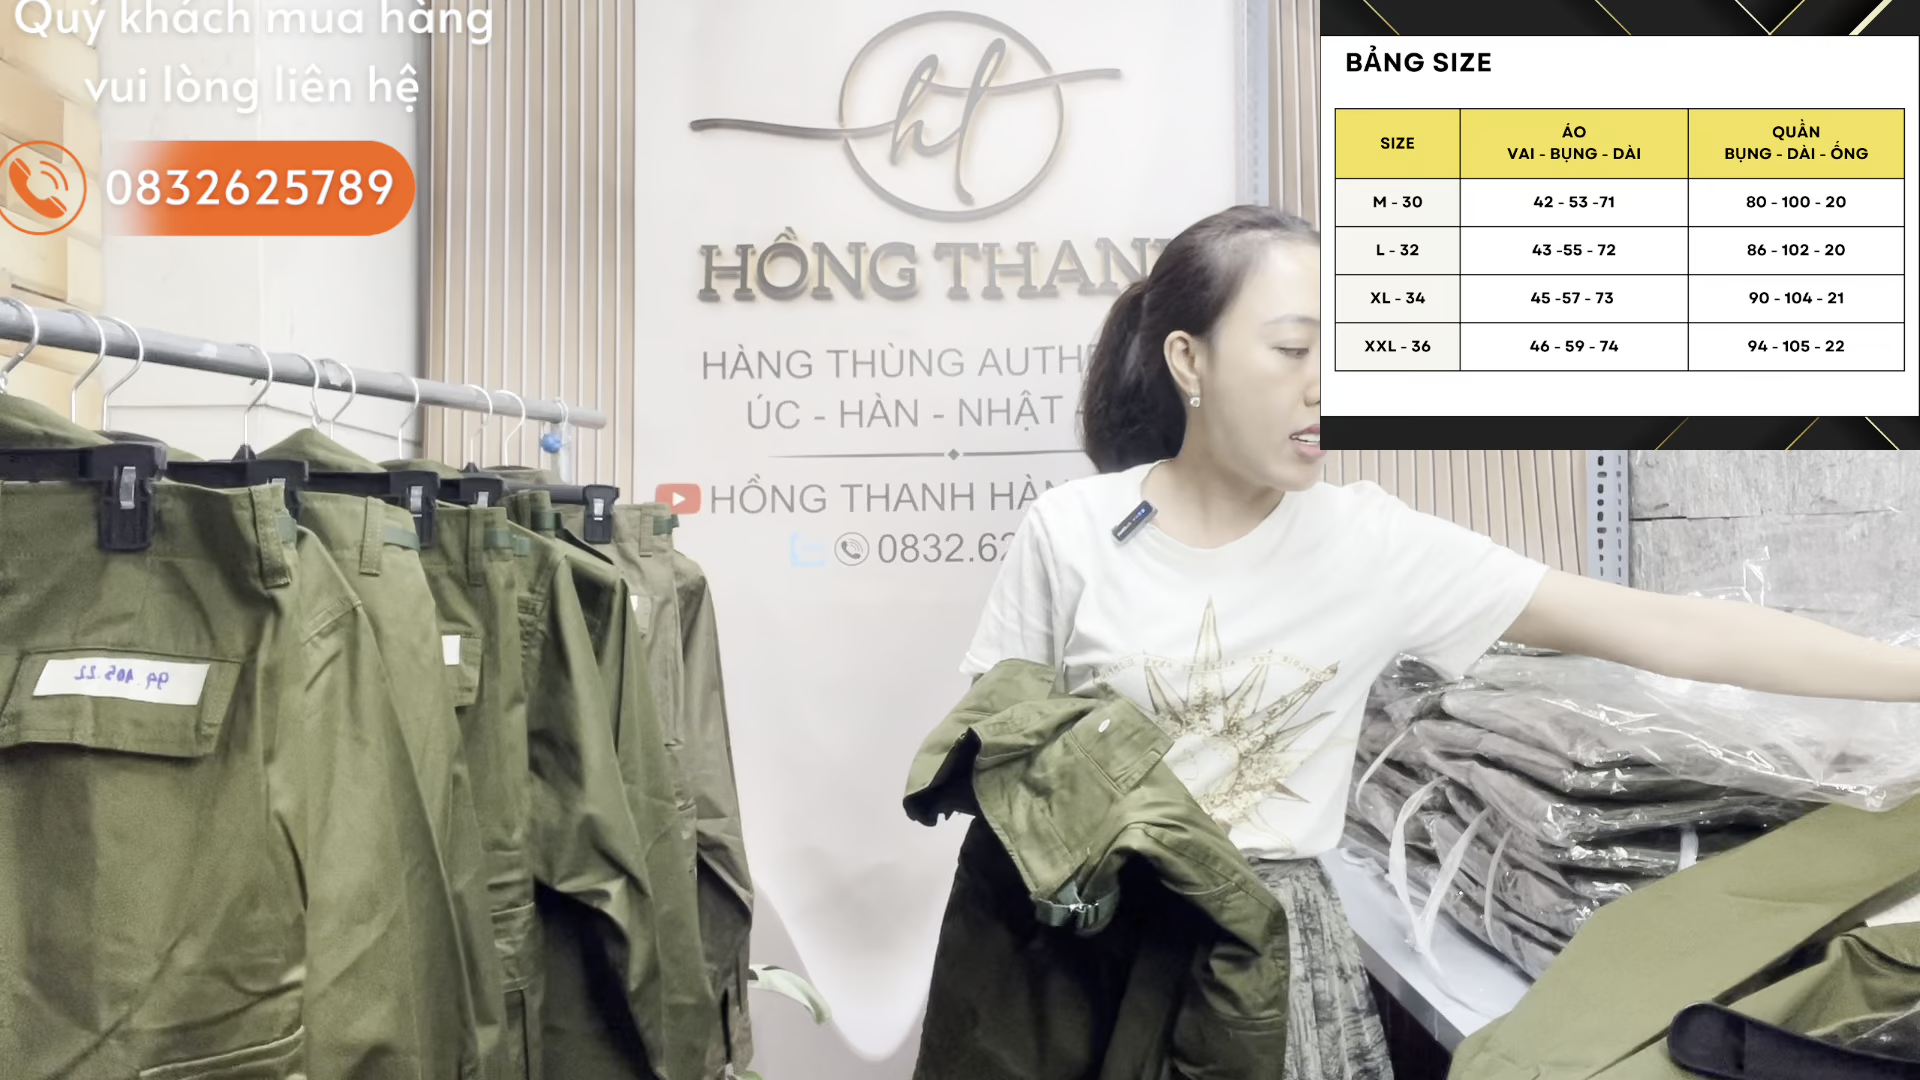 Quý khách mua hàng
vui lòng liên hệ
0832625789
ht
HỒNG THAN
HÀNG THÙNG AUTHE
ÚC - HÀN - NHẬT -
HỒNG THANH HÀN
0832.62
BẢNG SIZE
SIZE
ÁO
VAI - BỤNG - DÀI
QUẦN
BỤNG - DÀI - ỐNG
M - 30
42 - 53 -71
80 - 100 - 20
L - 32
43 -55 - 72
86 - 102 - 20
XL - 34
45 -57 - 73
90 - 104 - 21
XXL - 36
46 - 59 - 74
94 - 105 - 22